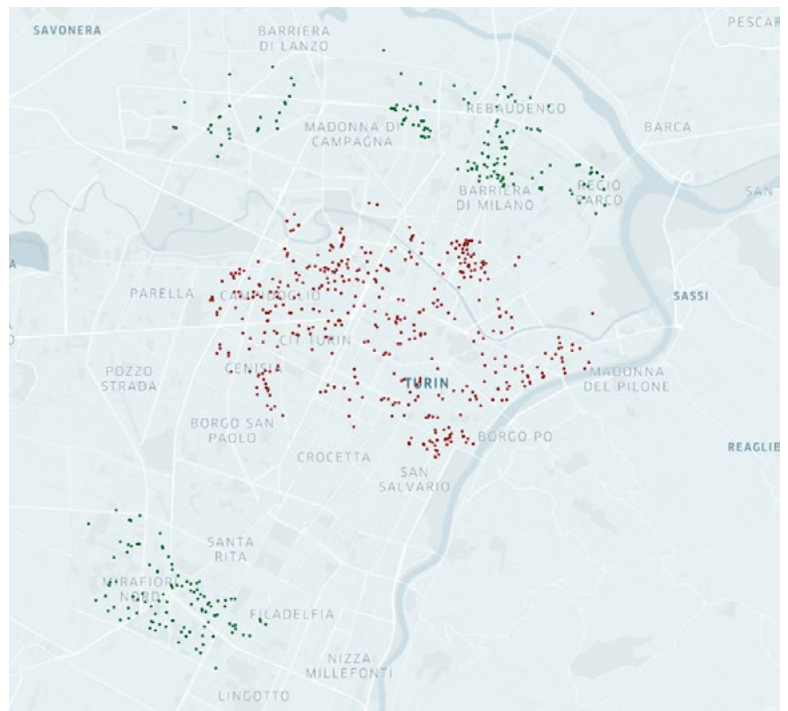 SAVONERA
BARRIERA
DI LANZO
REBAUDENGO
MADONNA DI
CAMPAGNA
BARCA
BARRIERA
DI MILANO
REGIO
PARCO
SAN
PARELLA
CAMPIDOGLIO
SASSI
CIT TURIN
CENISIA
POZZO
STRADA
TURIN
MADONNA
DEL PILONE
BORGO SAN
PAOLO
BORGO PO
CROCETTA
REAGLIE
SAN
SALVARIO
SANTA
RITA
MIRAFIORI
NORD
FILADELFIA
NIZZA
MILLEFONTI
LINGOTTO